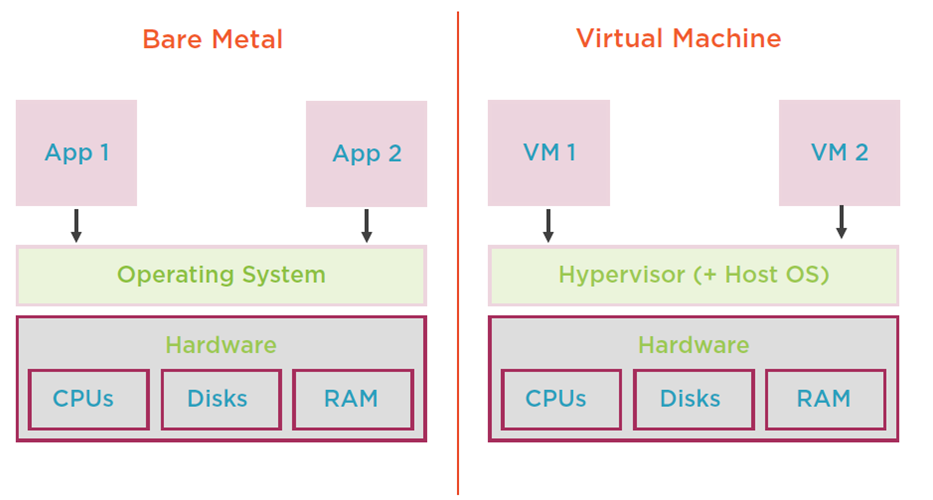 Bare Metal
App 1
App 2
Operating System
Hardware
CPUs
Disks
RAM
Virtual Machine
VM 1
VM 2
Hypervisor (+ Host OS)
Hardware
CPUs
Disks
RAM